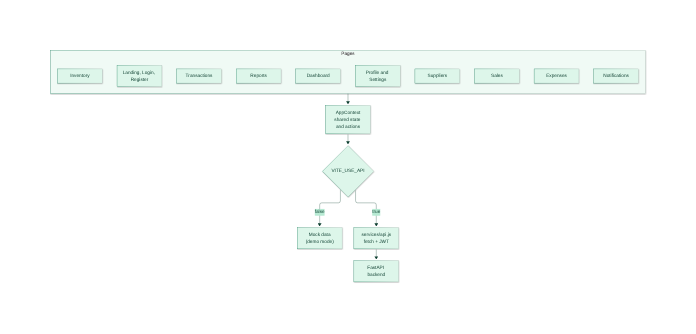 Pages
Inventory
Landing, Login,
Register
Transactions
Reports
Dashboard
Profile and
Settings
Suppliers
Sales
Expenses
Notifications
AppContext
shared state
and actions
VITE_USE_API
false
true
Mock data
(demo mode)
services/api.js
fetch + JWT
FastAPI
backend